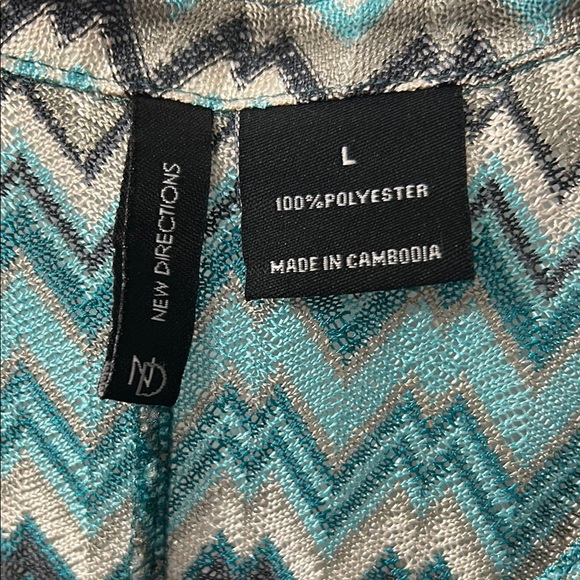 NEW DIRECTIONS
ND
L
100%POLYESTER
MADE IN CAMBODIA